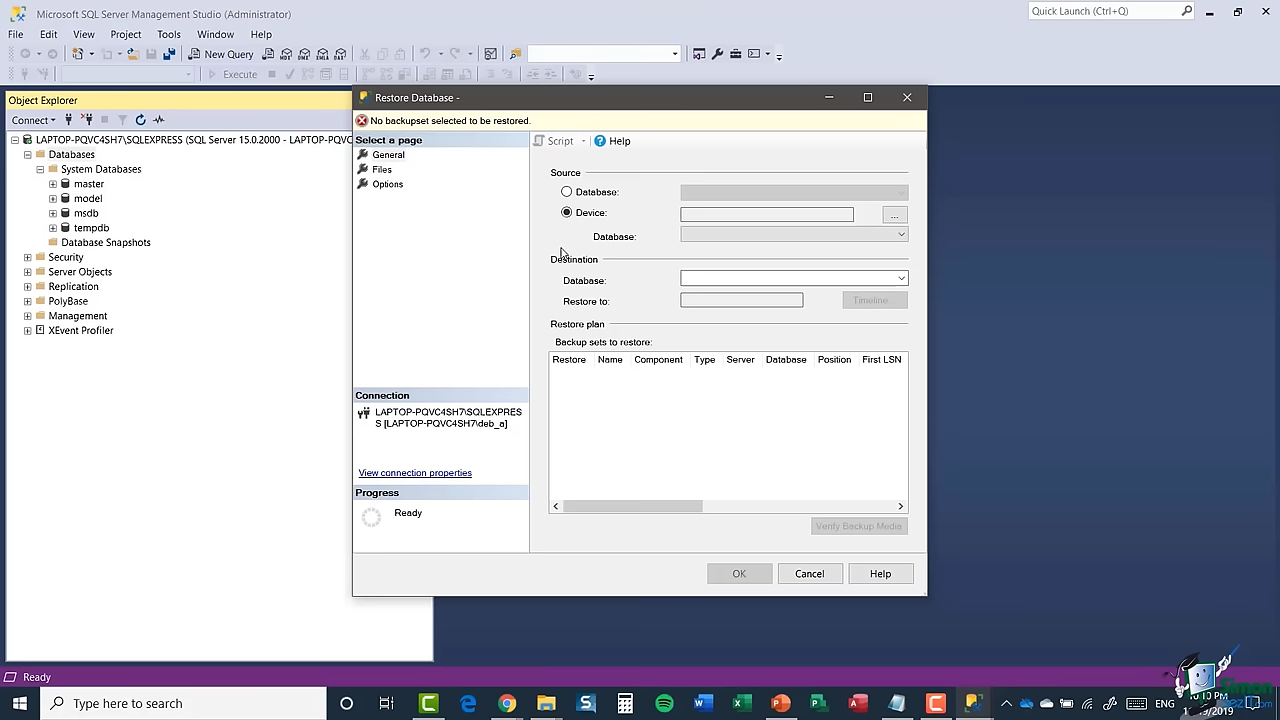 Microsoft SQL Server Management Studio (Administrator)
Quick Launch (Ctrl+Q)
File Edit View Project Tools Window Help
New Query
Execute
Object Explorer
Connect
LAPTOP-PQVC4SH7\SQLEXPRESS (SQL Server 15.0.2000 - LAPTOP-PQVC
Databases
System Databases
master
model
msdb
tempdb
Database Snapshots
Security
Server Objects
Replication
PolyBase
Management
XEvent Profiler
Restore Database -
No backupset selected to be restored.
Select a page
General
Files
Options
Script Help
Source
Database:
Device:
...
Database:
Destination
Database:
Restore to:
Timeline...
Restore plan
Backup sets to restore:
Restore Name Component Type Server Database Position First LSN
Verify Backup Media
Connection
LAPTOP-PQVC4SH7\SQLEXPRES
S [LAPTOP-PQVC4SH7\deb_a]
View connection properties
Progress
Ready
OK Cancel Help
Ready
Type here to search
ENG